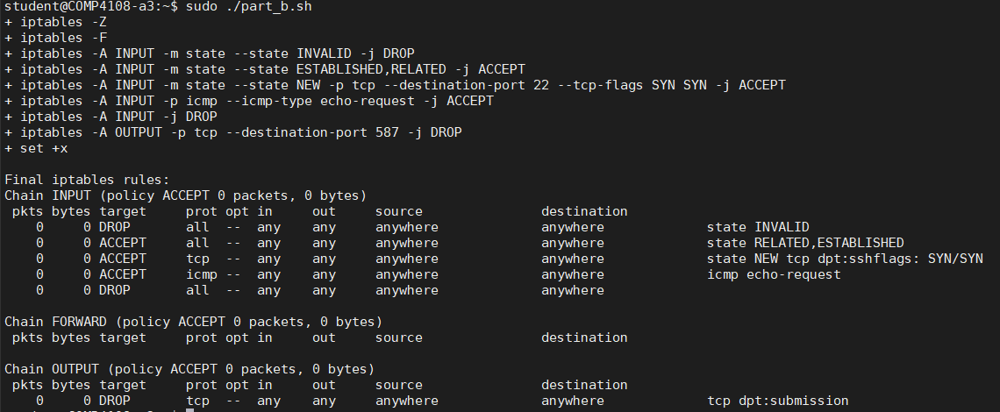 student@COMP4108-a3:~$ sudo ./part_b.sh
+ iptables -Z
+ iptables -F
+ iptables -A INPUT -m state --state INVALID -j DROP
+ iptables -A INPUT -m state --state ESTABLISHED,RELATED -j ACCEPT
+ iptables -A INPUT -m state --state NEW -p tcp --destination-port 22 --tcp-flags SYN SYN -j ACCEPT
+ iptables -A INPUT -p icmp --icmp-type echo-request -j ACCEPT
+ iptables -A INPUT -j DROP
+ iptables -A OUTPUT -p tcp --destination-port 587 -j DROP
+ set +x

Final iptables rules:
Chain INPUT (policy ACCEPT 0 packets, 0 bytes)
 pkts bytes target     prot opt in     out     source               destination
    0     0 DROP       all  --  any    any     anywhere             anywhere             state INVALID
    0     0 ACCEPT     all  --  any    any     anywhere             anywhere             state RELATED,ESTABLISHED
    0     0 ACCEPT     tcp  --  any    any     anywhere             anywhere             state NEW tcp dpt:sshflags: SYN/SYN
    0     0 ACCEPT     icmp --  any    any     anywhere             anywhere             icmp echo-request
    0     0 DROP       all  --  any    any     anywhere             anywhere

Chain FORWARD (policy ACCEPT 0 packets, 0 bytes)
 pkts bytes target     prot opt in     out     source               destination

Chain OUTPUT (policy ACCEPT 0 packets, 0 bytes)
 pkts bytes target     prot opt in     out     source               destination
    0     0 DROP       tcp  --  any    any     anywhere             anywhere             tcp dpt:submission